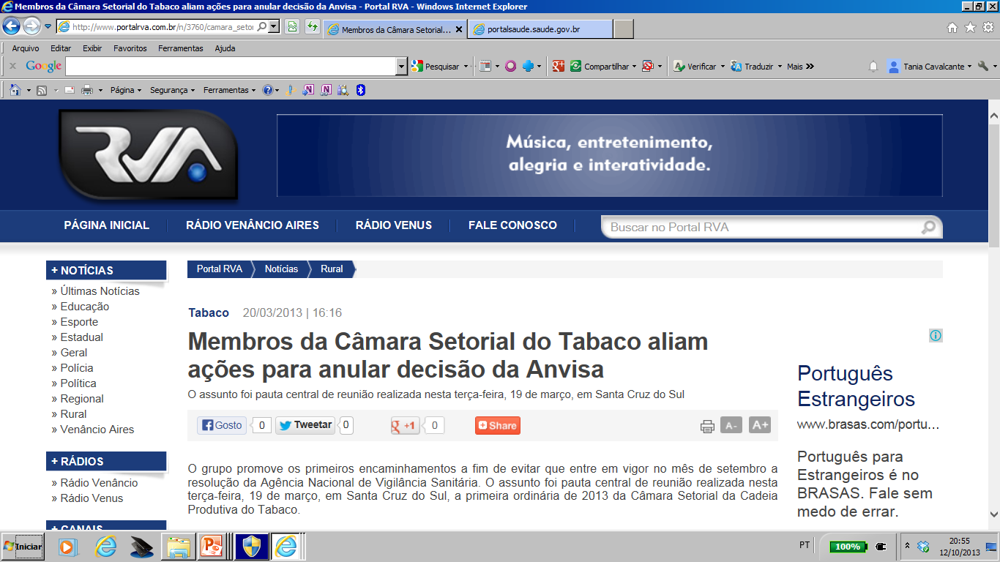 Membros da Câmara Setorial do Tabaco aliam ações para anular decisão da Anvisa - Portal RVA - Windows Internet Explorer
http://www.portalrva.com.br/n/3760/camara_setor
Membros da Câmara Setorial...
portalsaude.saude.gov.br
Arquivo Editar Exibir Favoritos Ferramentas Ajuda
x Google Pesquisar Compartilhar Verificar Traduzir Mais » Tania Cavalcante
Página Segurança Ferramentas
RVA
Música, entretenimento,
alegria e interatividade.
PÁGINA INICIAL RÁDIO VENÂNCIO AIRES RÁDIO VENUS FALE CONOSCO Buscar no Portal RVA
+ NOTÍCIAS
» Últimas Notícias
» Educação
» Esporte
» Estadual
» Geral
» Polícia
» Política
» Regional
» Rural
» Venâncio Aires
+ RÁDIOS
» Rádio Venâncio
» Rádio Venus
+ CANAIS
Portal RVA Notícias Rural
Tabaco 20/03/2013 | 16:16
Membros da Câmara Setorial do Tabaco aliam
ações para anular decisão da Anvisa
O assunto foi pauta central de reunião realizada nesta terça-feira, 19 de março, em Santa Cruz do Sul
Gosto 0 Tweetar 0 +1 0 Share A- A+
O grupo promove os primeiros encaminhamentos a fim de evitar que entre em vigor no mês de setembro a
resolução da Agência Nacional de Vigilância Sanitária. O assunto foi pauta central de reunião realizada nesta
terça-feira, 19 de março, em Santa Cruz do Sul, a primeira ordinária de 2013 da Câmara Setorial da Cadeia
Produtiva do Tabaco.
Português
Estrangeiros
www.brasas.com/portu...
Português para
Estrangeiros é no
BRASAS. Fale sem
medo de errar.
Iniciar
PT
100%
20:55
12/10/2013